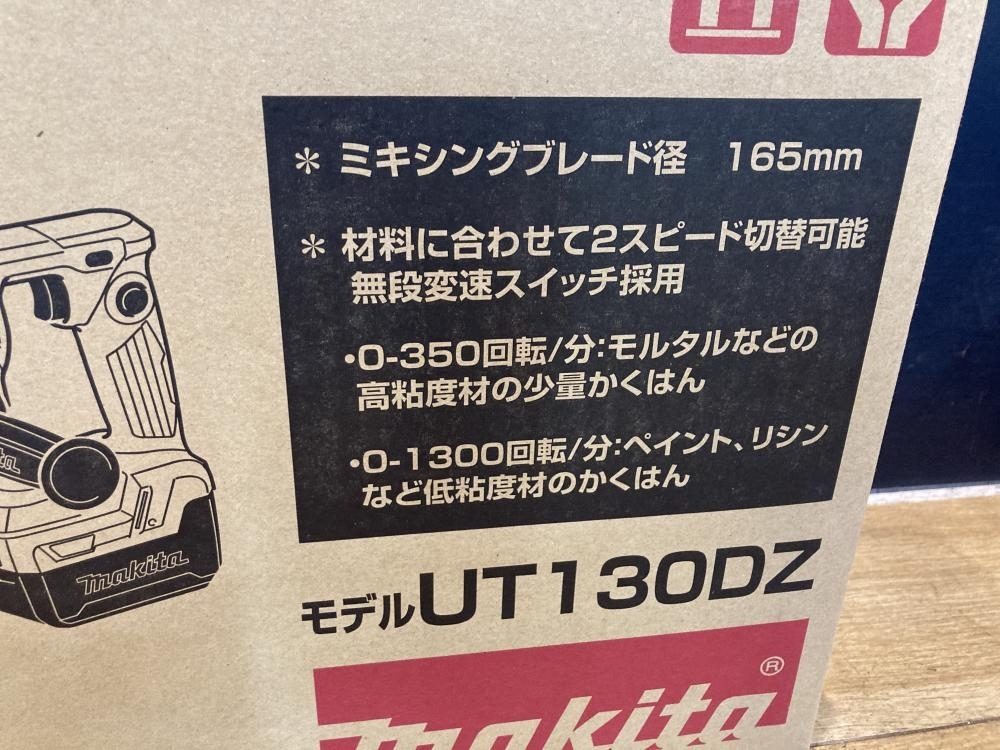 ＊ ミキシングブレード径　165mm
＊ 材料に合わせて2スピード切替可能
無段変速スイッチ採用
・0-350回転/分：モルタルなどの
高粘度材の少量かくはん
・0-1300回転/分：ペイント、リシン
など低粘度材のかくはん
makita
モデルUT130DZ
makita®